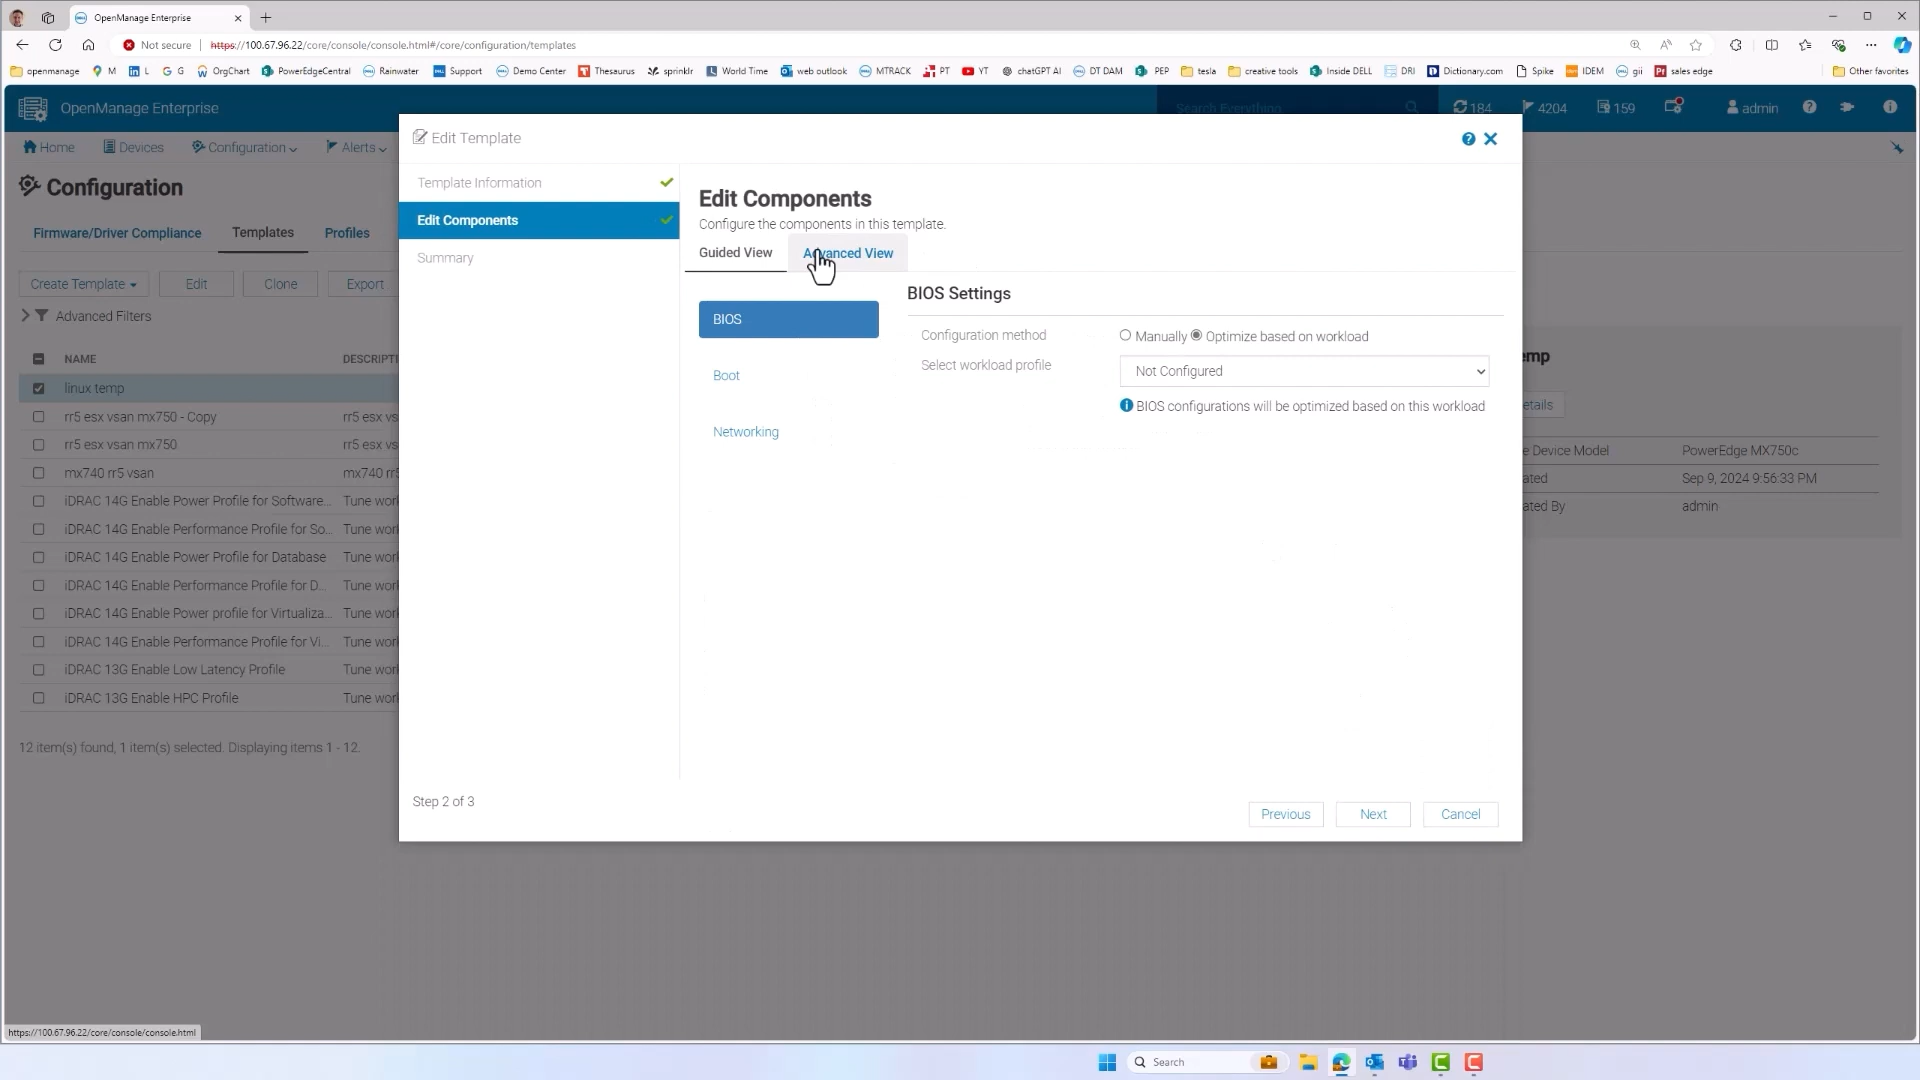 OpenManage Enterprise
Not secure | https://100.67.96.22/core/console/console.html#/core/configuration/templates
openmanage M L G OrgChart PowerEdgeCentral Rainwater Support Demo Center Thesaurus sprinklr World Time web outlook MTRACK PT YT chatGPT AI DT DAM PEP tesla creative tools Inside DELL DRI Dictionary.com Spike IDEM gii sales edge Other favorites
OpenManage Enterprise
Search Everything
184 4204 159 admin
Home Devices Configuration Alerts
Configuration
Firmware/Driver Compliance Templates Profiles
Create Template Edit Clone Export
Advanced Filters
NAME DESCRIPTI
linux temp
rr5 esx vsan mx750 - Copy rr5 esx vs
rr5 esx vsan mx750 rr5 esx vs
mx740 rr5 vsan mx740 rr5
iDRAC 14G Enable Power Profile for Software... Tune work
iDRAC 14G Enable Performance Profile for So... Tune work
iDRAC 14G Enable Power Profile for Database Tune work
iDRAC 14G Enable Performance Profile for D... Tune work
iDRAC 14G Enable Power profile for Virtualiza... Tune work
iDRAC 14G Enable Performance Profile for Vi... Tune work
iDRAC 13G Enable Low Latency Profile Tune work
iDRAC 13G Enable HPC Profile Tune work
12 item(s) found, 1 item(s) selected. Displaying items 1 - 12.
Edit Template
Template Information
Edit Components
Summary
Edit Components
Configure the components in this template.
Guided View Advanced View
BIOS
Boot
Networking
BIOS Settings
Configuration method Manually Optimize based on workload
Select workload profile Not Configured
BIOS configurations will be optimized based on this workload
Step 2 of 3
Previous Next Cancel
emp
etails
e Device Model PowerEdge MX750c
ated Sep 9, 2024 9:56:33 PM
ated By admin
https://100.67.96.22/core/console/console.html
Search